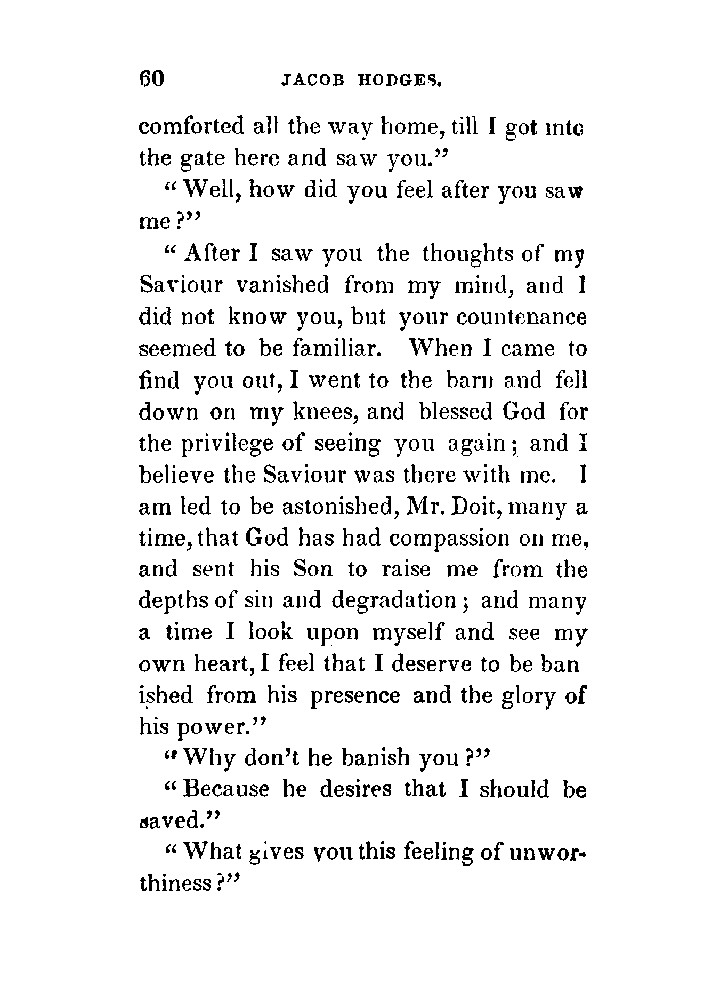 60 JACOB HODGES.
comforted all the way home, till I got into
the gate here and saw you.”
“ Well, how did you feel after you saw
me ?”
“ After I saw you the thoughts of my
Saviour vanished from my mind, and I
did not know you, but your countenance
seemed to be familiar. When I came to
find you out, I went to the barn and fell
down on my knees, and blessed God for
the privilege of seeing you again ; and I
believe the Saviour was there with me. I
am led to be astonished, Mr. Doit, many a
time, that God has had compassion on me,
and sent his Son to raise me from the
depths of sin and degradation ; and many
a time I look upon myself and see my
own heart, I feel that I deserve to be ban
ished from his presence and the glory of
his power.”
“ Why don’t he banish you ?”
“ Because he desires that I should be
saved.”
“ What gives you this feeling of unwor-
thiness ?”